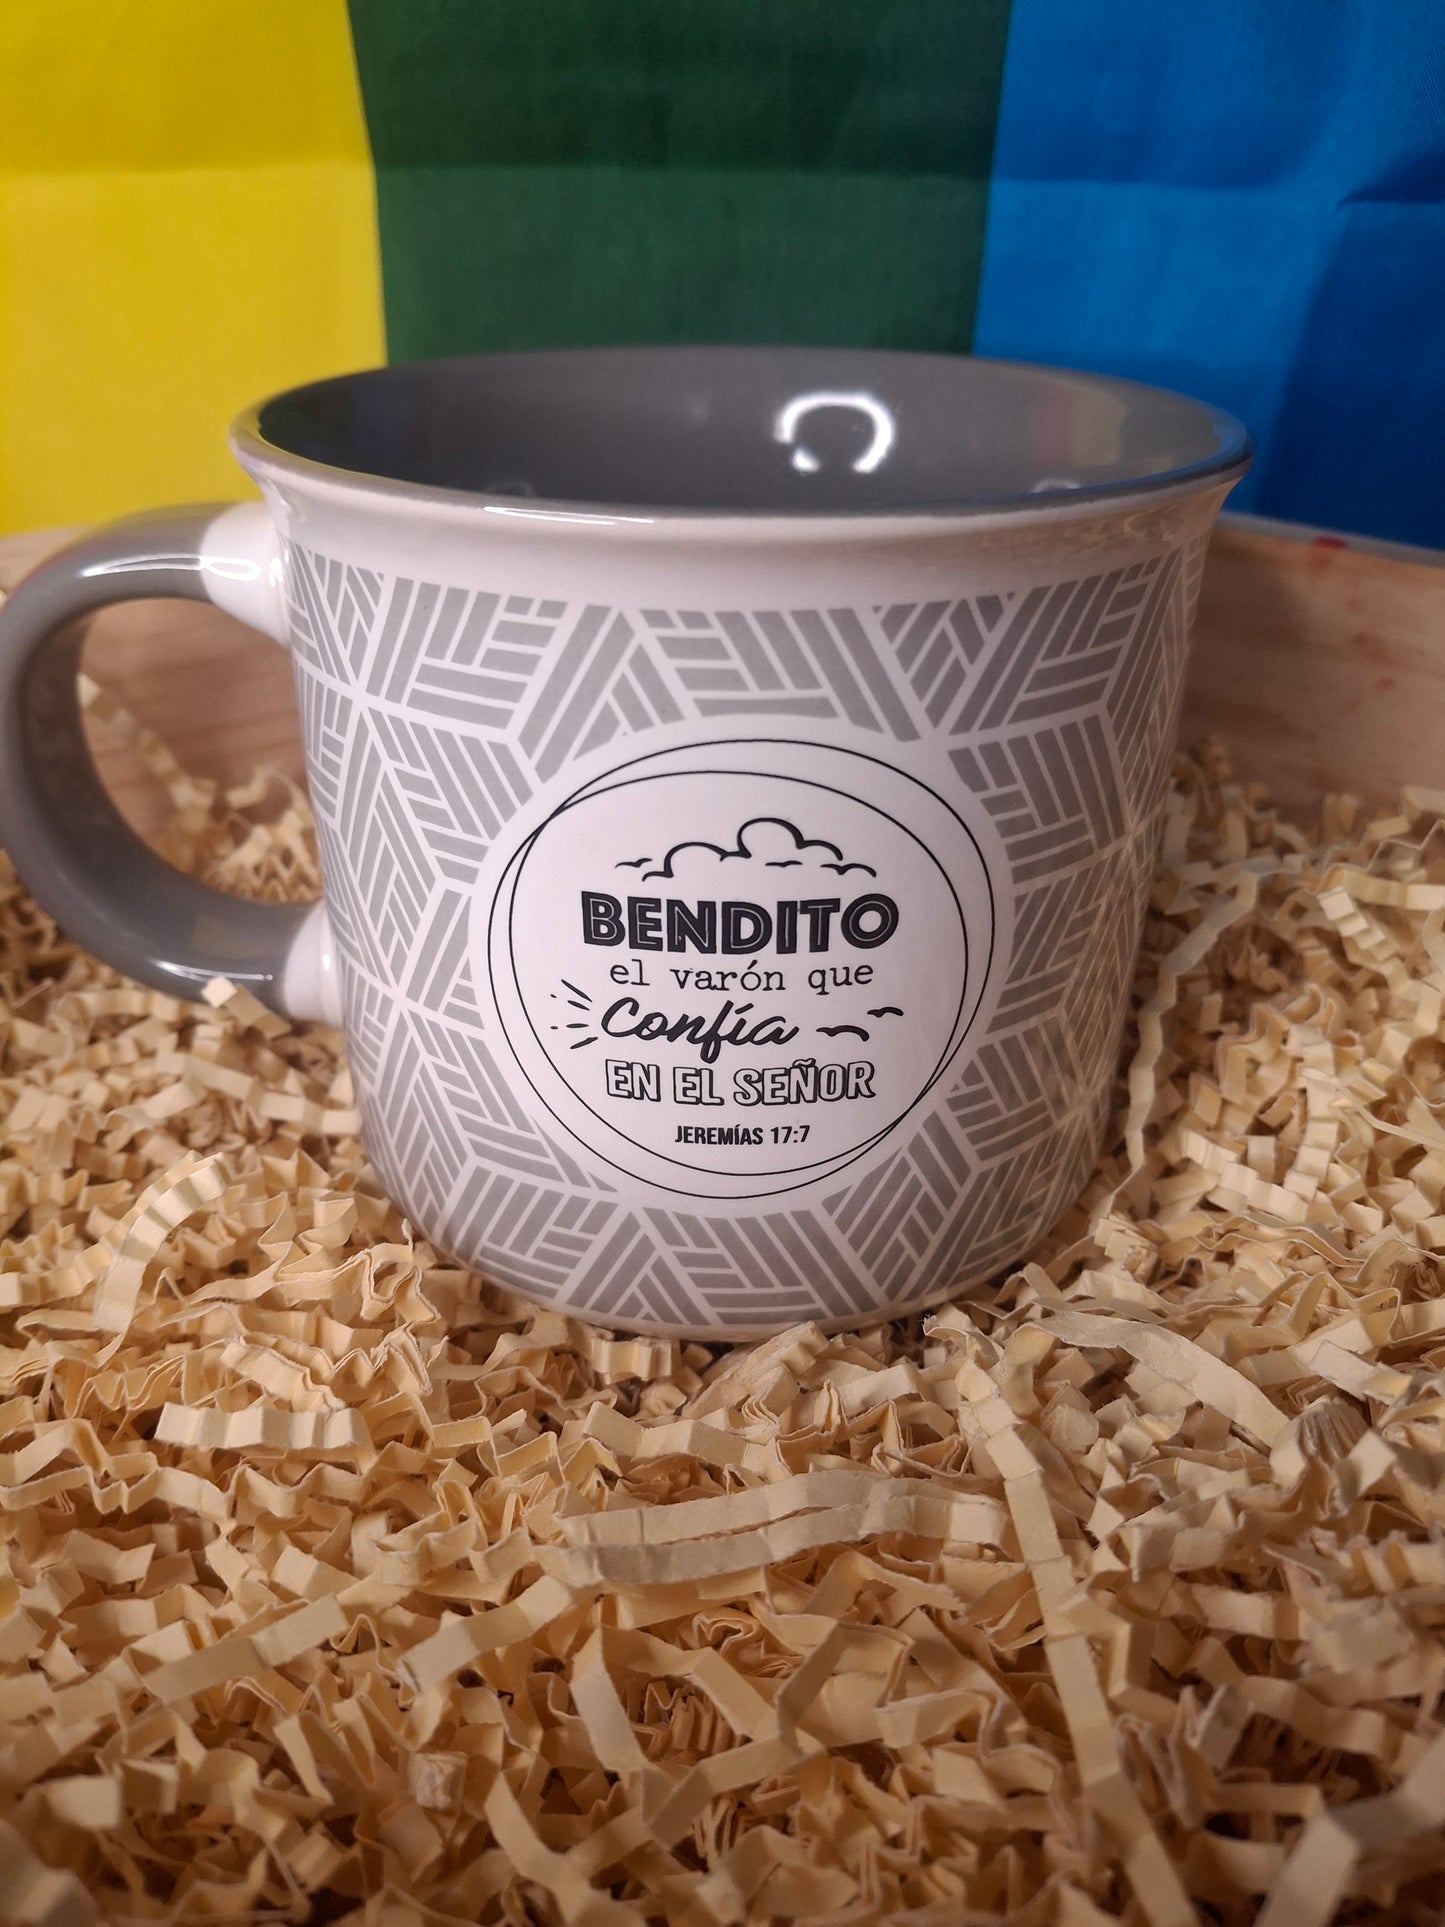 BENDITO
el varón que
Confía
EN EL SEÑOR
JEREMÍAS 17:7